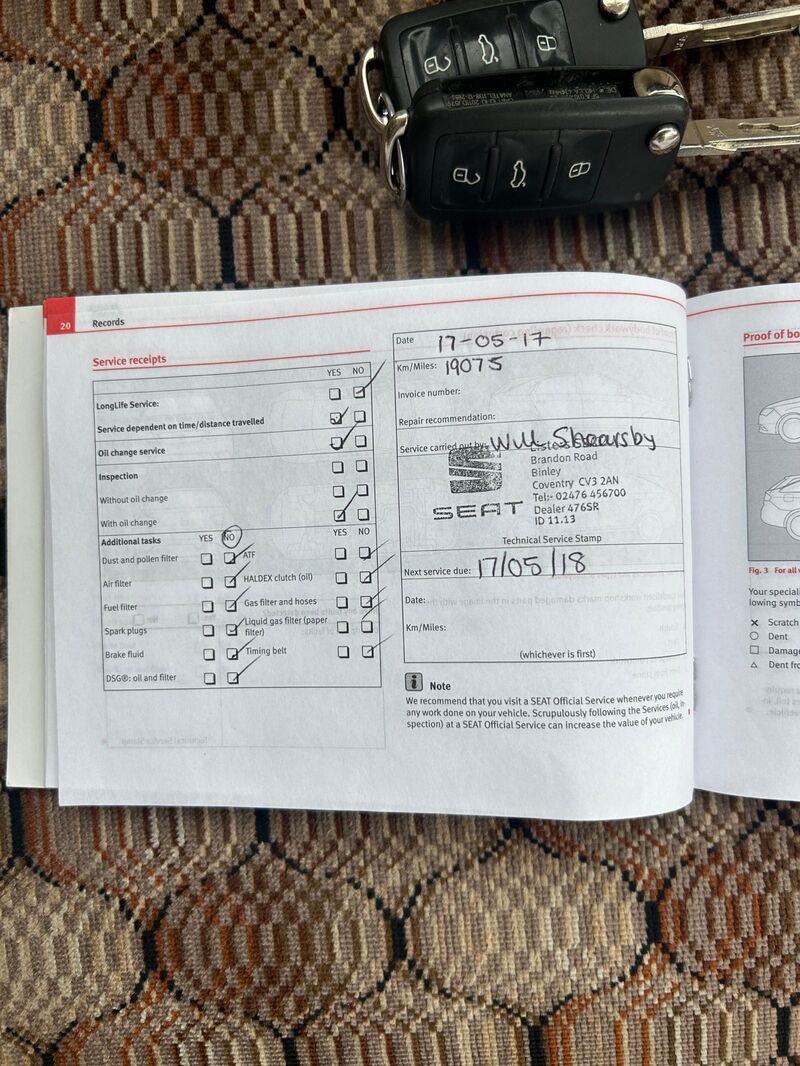 20 Records
Service receipts
YES NO
LongLife Service:
Service dependent on time/distance travelled
Oil change service
Inspection
Without oil change
With oil change
Additional tasks YES NO YES NO
Dust and pollen filter ATF
Air filter HALDEX clutch (oil)
Fuel filter Gas filter and hoses
Spark plugs Liquid gas filter (paper
filter)
Brake fluid Timing belt
DSG®: oil and filter
Date 17-05-17
Km/Miles: 19075
Invoice number:
Repair recommendation:
Service carried out by: Will Shearsby
Brandon Road
Binley
Coventry CV3 2AN
Tel:- 02476 456700
SEAT Dealer 476SR
ID 11.13
Technical Service Stamp
Next service due: 17/05/18
Date:
Km/Miles:
(whichever is first)
i Note
We recommend that you visit a SEAT Official Service whenever you require
any work done on your vehicle. Scrupulously following the Services (oil, in-
spection) at a SEAT Official Service can increase the value of your vehicle.
Proof of bo
Fig. 3 For all v
Your speciali
lowing symb
Scratch
Dent
Damage
Dent fro